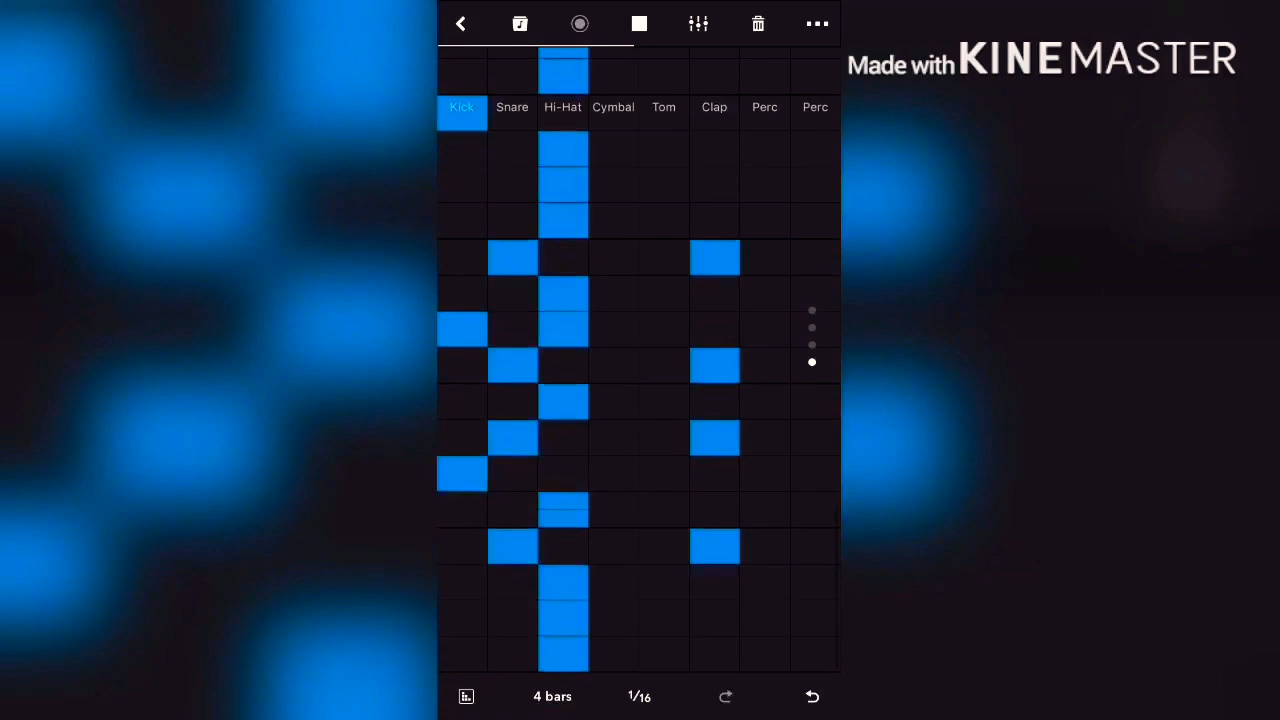 Made with KINEMASTER
Kick Snare Hi-Hat Cymbal Tom Clap Perc Perc
4 bars 1/16